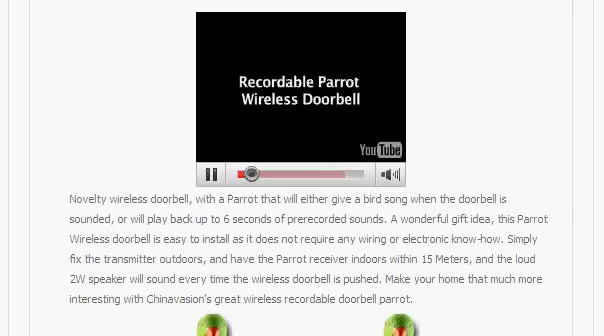 Recordable Parrot
Wireless Doorbell
YouTube
Novelty wireless doorbell, with a Parrot that will either give a bird song when the doorbell is
sounded, or will play back up to 6 seconds of prerecorded sounds. A wonderful gift idea, this Parrot
Wireless doorbell is easy to install as it does not require any wiring or electronic know-how. Simply
fix the transmitter outdoors, and have the Parrot receiver indoors within 15 Meters, and the loud
2W speaker will sound every time the wireless doorbell is pushed. Make your home that much more
interesting with Chinavasion's great wireless recordable doorbell parrot.